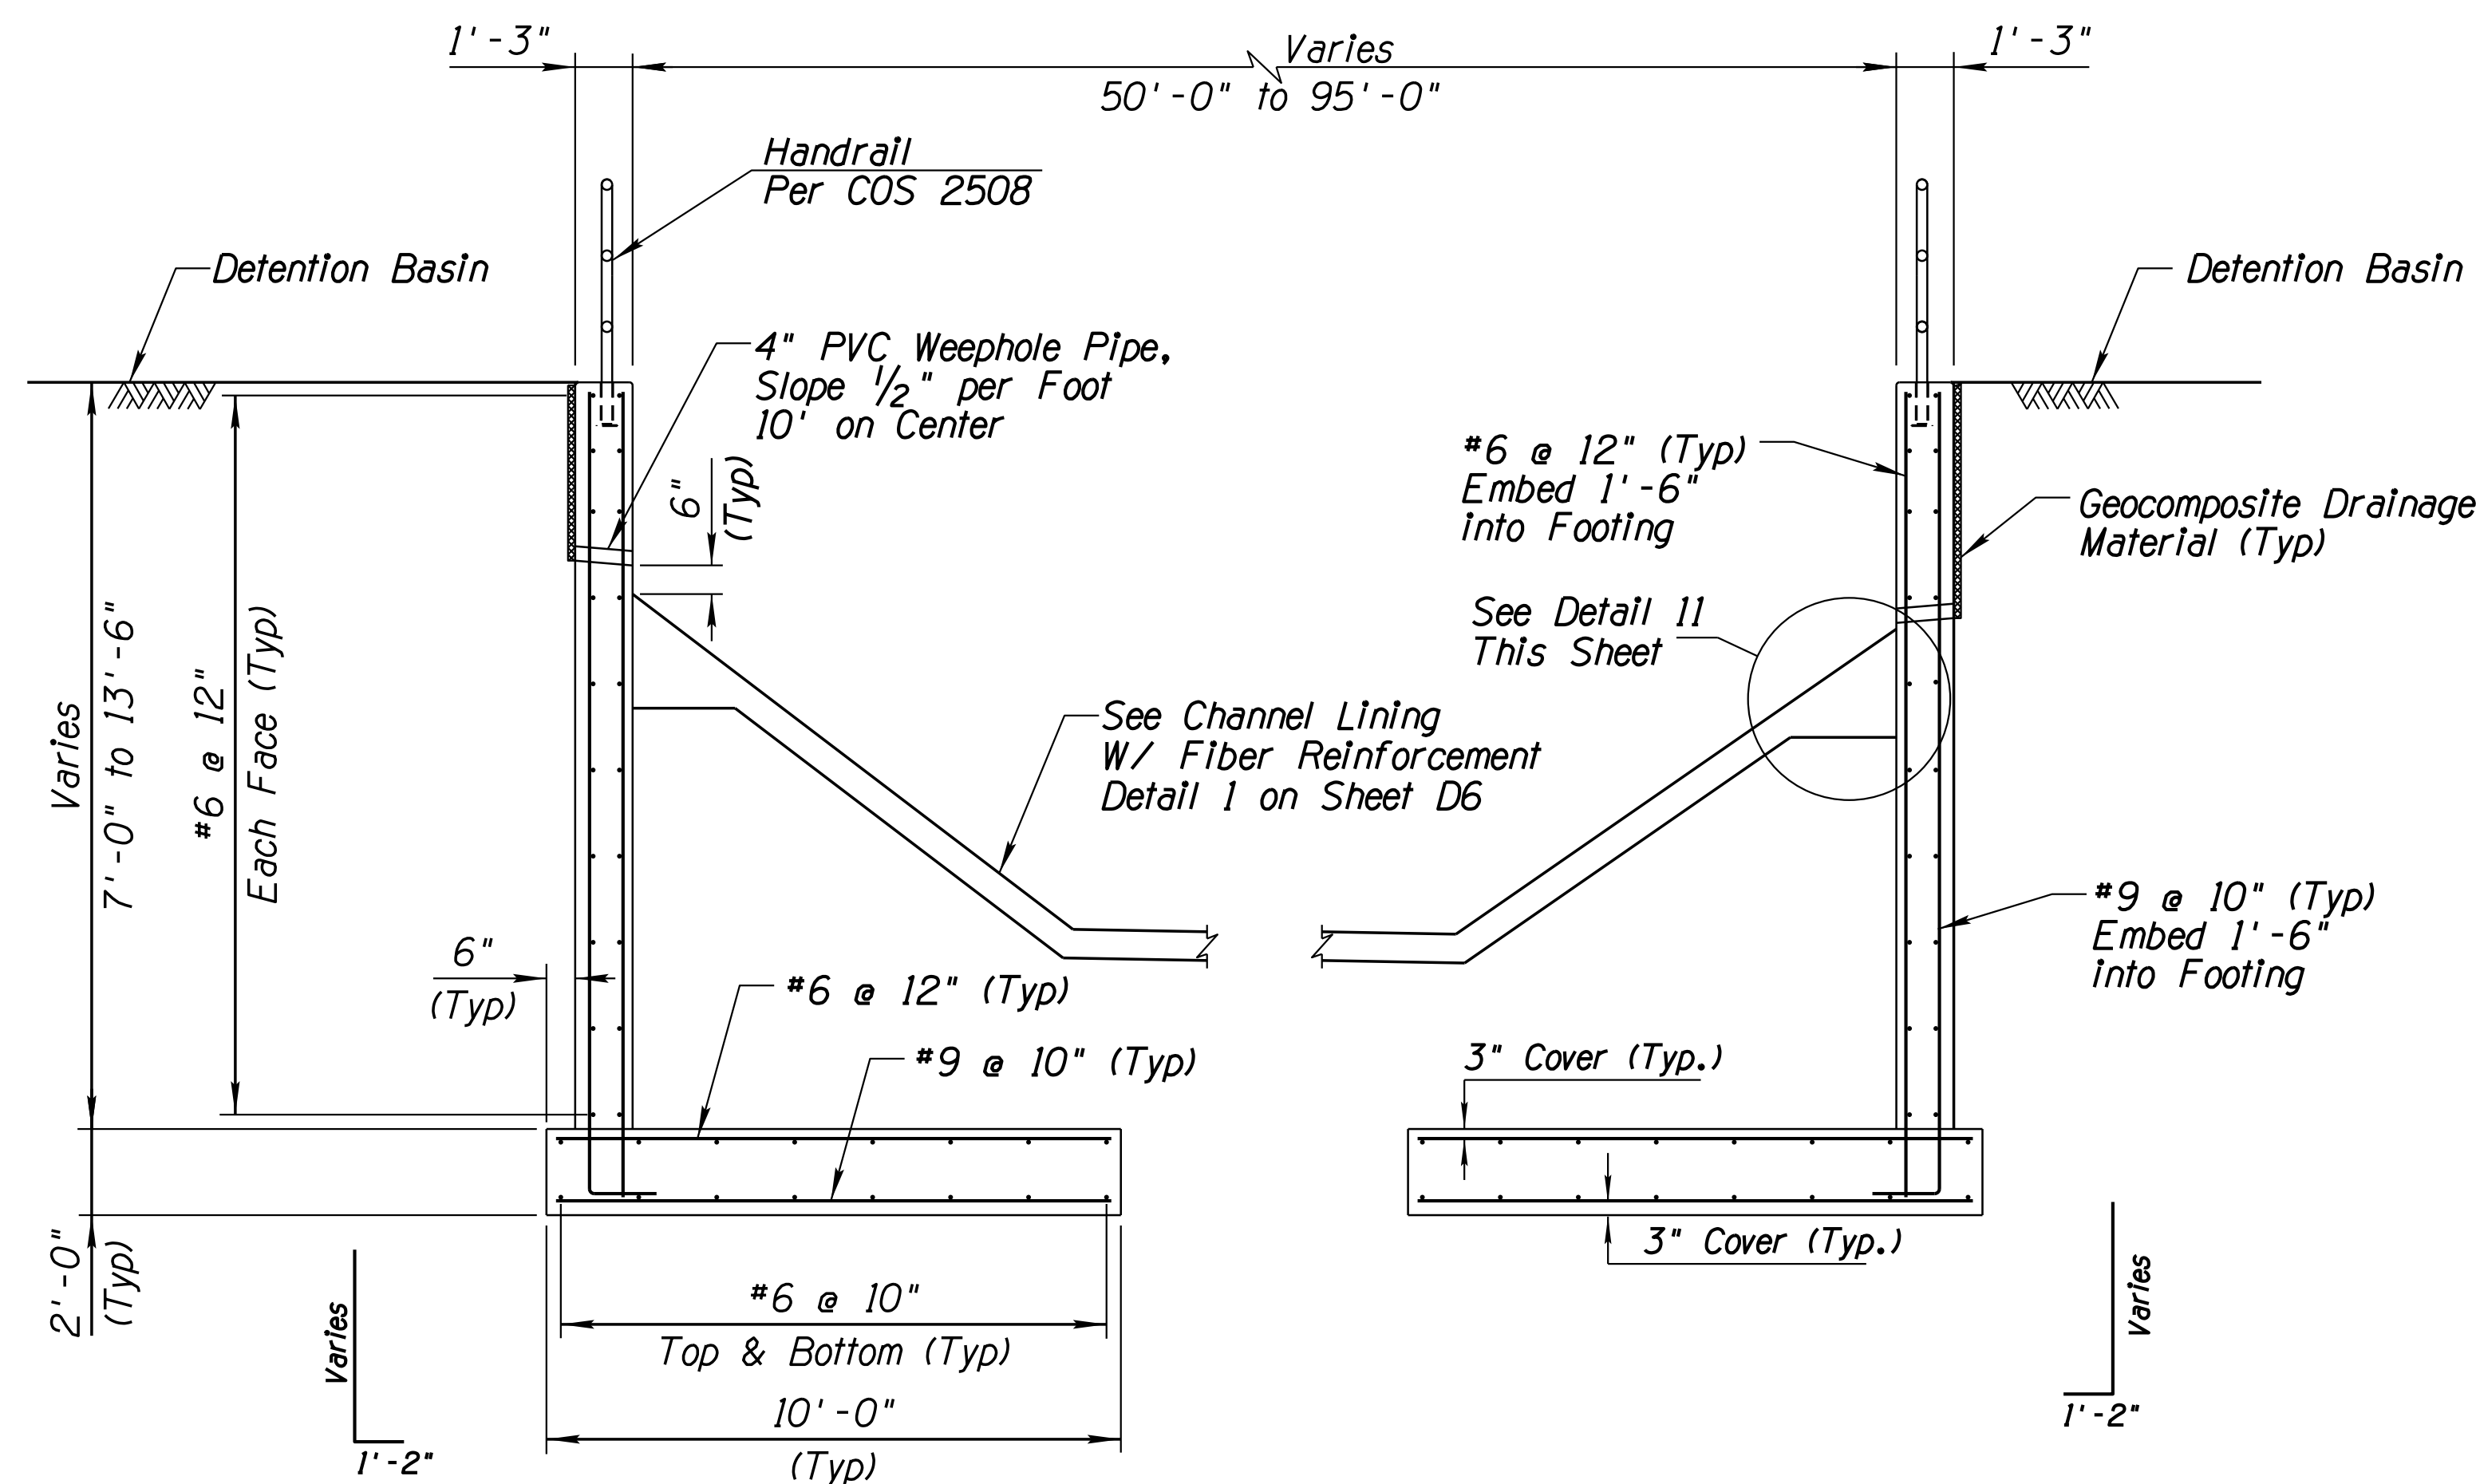 1'-3"
Varies
50'-0" to 95'-0"
1'-3"
Handrail
Per COS 2508
Detention Basin
Detention Basin
4" PVC Weephole Pipe,
Slope 1/2" per Foot
10' on Center
6"
(Typ)
#6 @ 12" (Typ)
Embed 1'-6"
into Footing
Geocomposite Drainage
Material (Typ)
See Detail 11
This Sheet
Varies
7'-0" to 13'-6"
#6 @ 12"
Each Face (Typ)
See Channel Lining
W/ Fiber Reinforcement
Detail 1 on Sheet D6
#9 @ 10" (Typ)
Embed 1'-6"
into Footing
6"
(Typ)
#6 @ 12" (Typ)
#9 @ 10" (Typ)
3" Cover (Typ.)
3" Cover (Typ.)
2'-0"
(Typ)
Varies
1'-2"
#6 @ 10"
Top & Bottom (Typ)
10'-0"
(Typ)
Varies
1'-2"